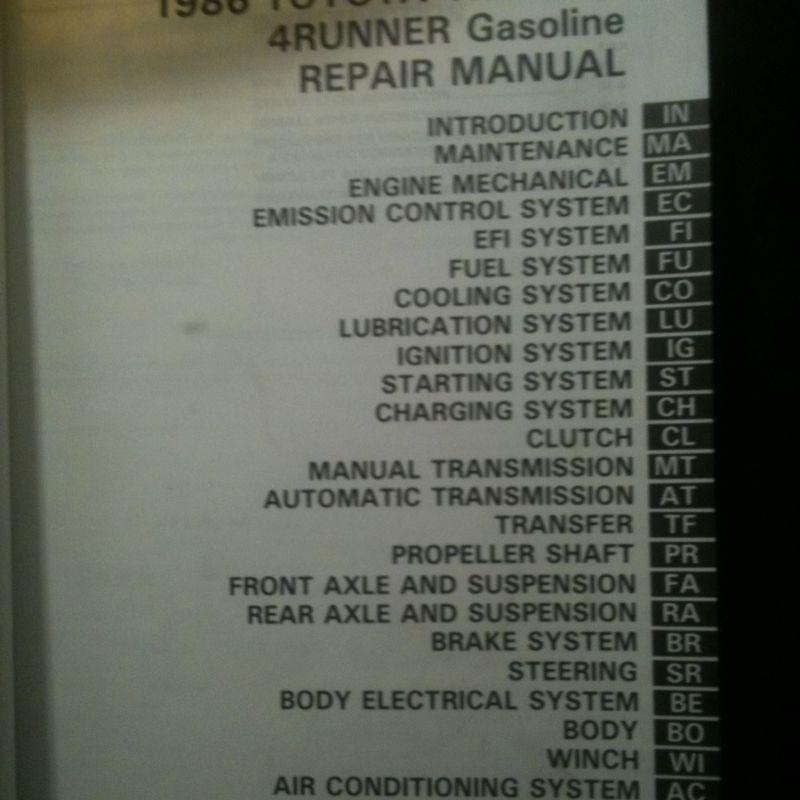 1986 TOYOTA
4RUNNER Gasoline
REPAIR MANUAL
INTRODUCTION IN
MAINTENANCE MA
ENGINE MECHANICAL EM
EMISSION CONTROL SYSTEM EC
EFI SYSTEM FI
FUEL SYSTEM FU
COOLING SYSTEM CO
LUBRICATION SYSTEM LU
IGNITION SYSTEM IG
STARTING SYSTEM ST
CHARGING SYSTEM CH
CLUTCH CL
MANUAL TRANSMISSION MT
AUTOMATIC TRANSMISSION AT
TRANSFER TF
PROPELLER SHAFT PR
FRONT AXLE AND SUSPENSION FA
REAR AXLE AND SUSPENSION RA
BRAKE SYSTEM BR
STEERING SR
BODY ELECTRICAL SYSTEM BE
BODY BO
WINCH WI
AIR CONDITIONING SYSTEM AC